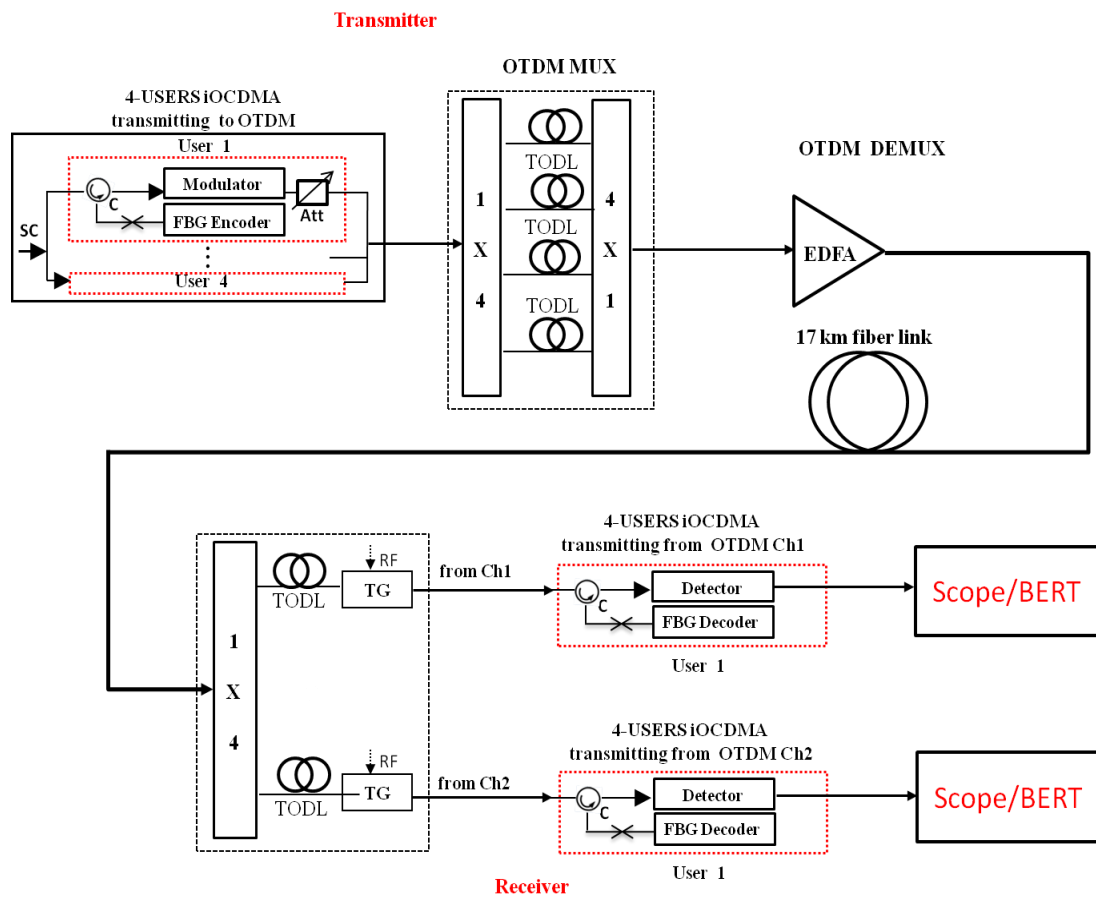 Transmitter
OTDM MUX
4-USERS iOCDMA
transmitting to OTDM
User 1
Modulator
C
FBG Encoder
Att
SC
User 4
1
X
4
TODL
TODL
TODL
TODL
4
X
1
OTDM DEMUX
EDFA
17 km fiber link
1
X
4
TODL
RF
TG
from Ch1
4-USERS iOCDMA
transmitting from OTDM Ch1
Detector
C
FBG Decoder
User 1
Scope/BERT
TODL
RF
TG
from Ch2
4-USERS iOCDMA
transmitting from OTDM Ch2
Detector
C
FBG Decoder
User 1
Scope/BERT
Receiver